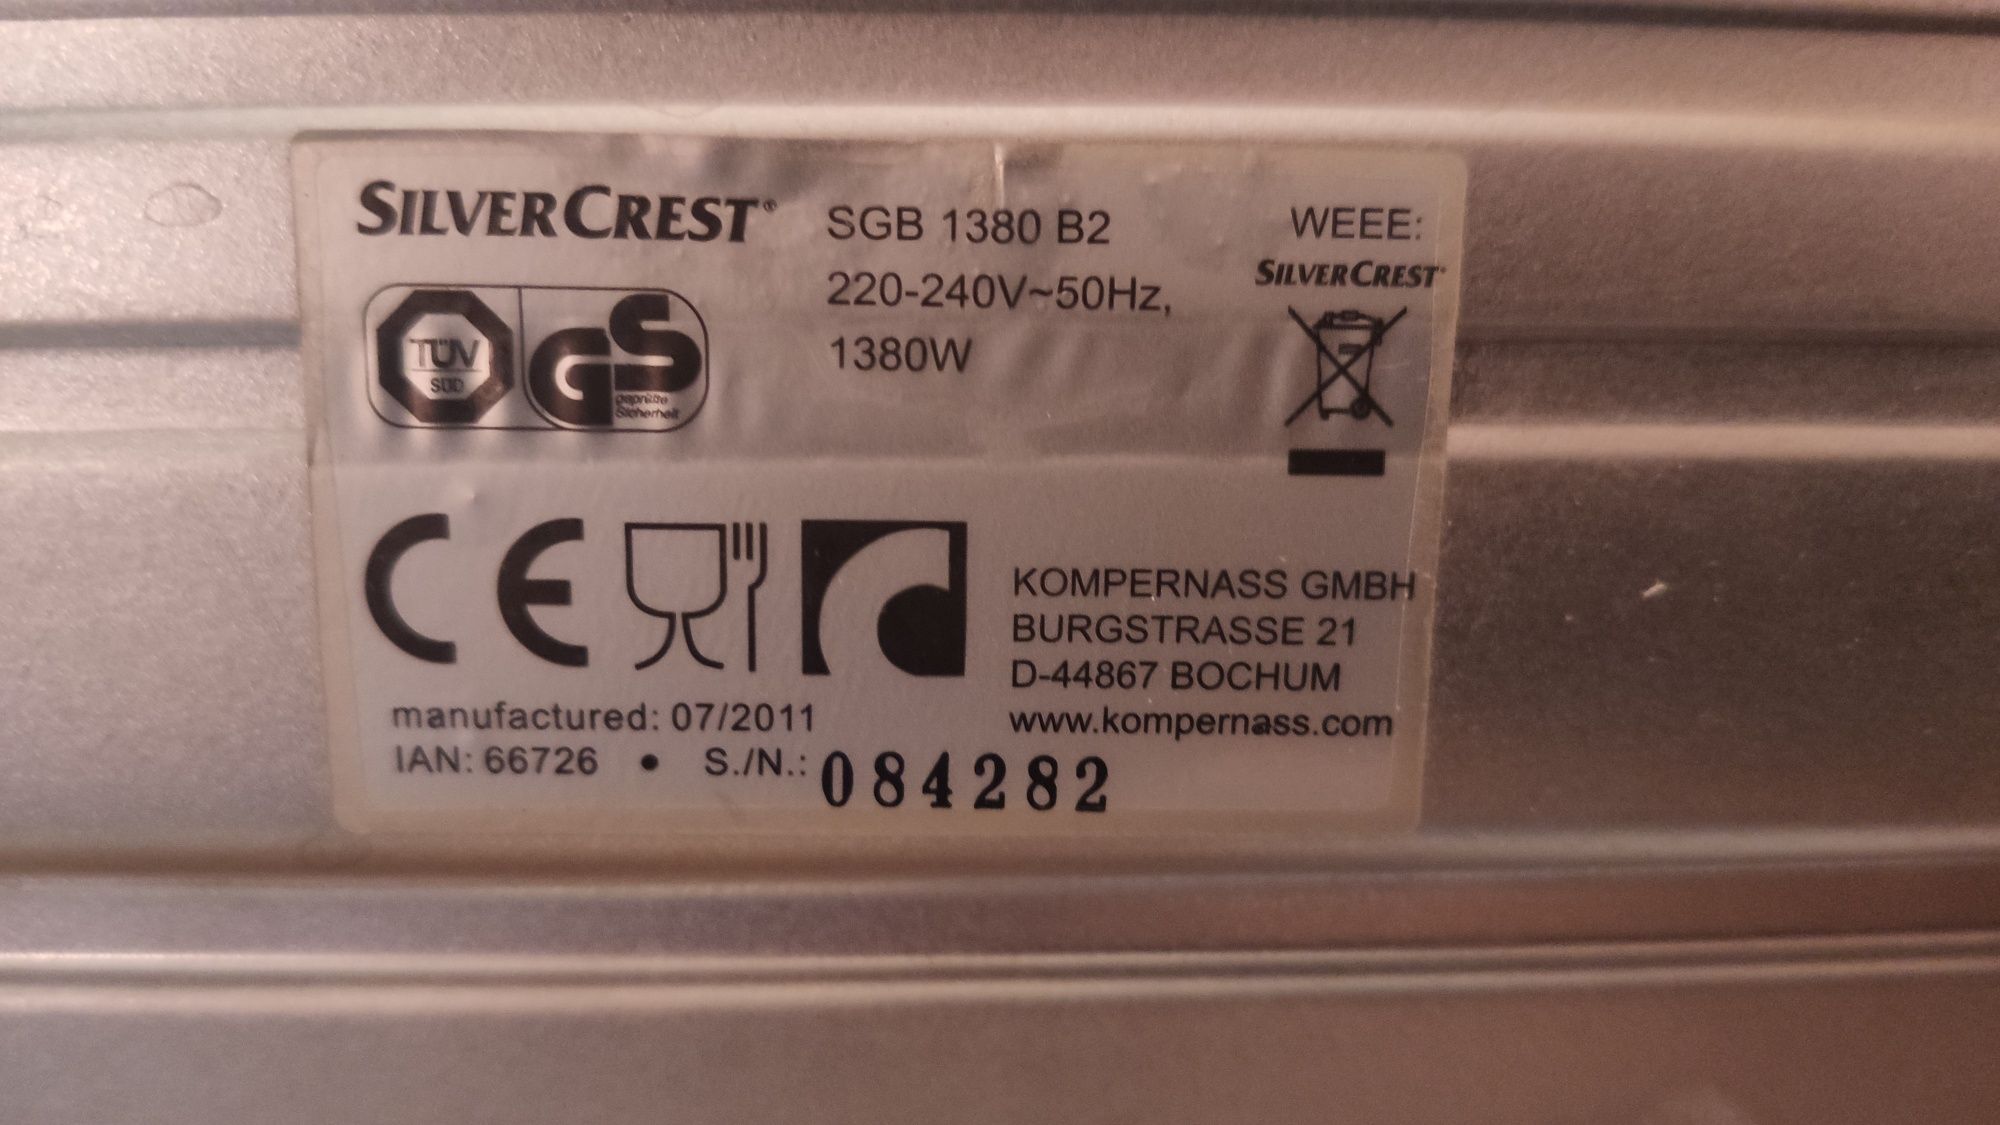 SILVERCREST®
SGB 1380 B2
220-240V~50Hz,
1380W
WEEE:
SILVERCREST®
TÜV
SÜD
GS
geprüfte
Sicherheit
CE
KOMPERNASS GMBH
BURGSTRASSE 21
D-44867 BOCHUM
www.kompernass.com
manufactured: 07/2011
IAN: 66726 • S./N.: 084282